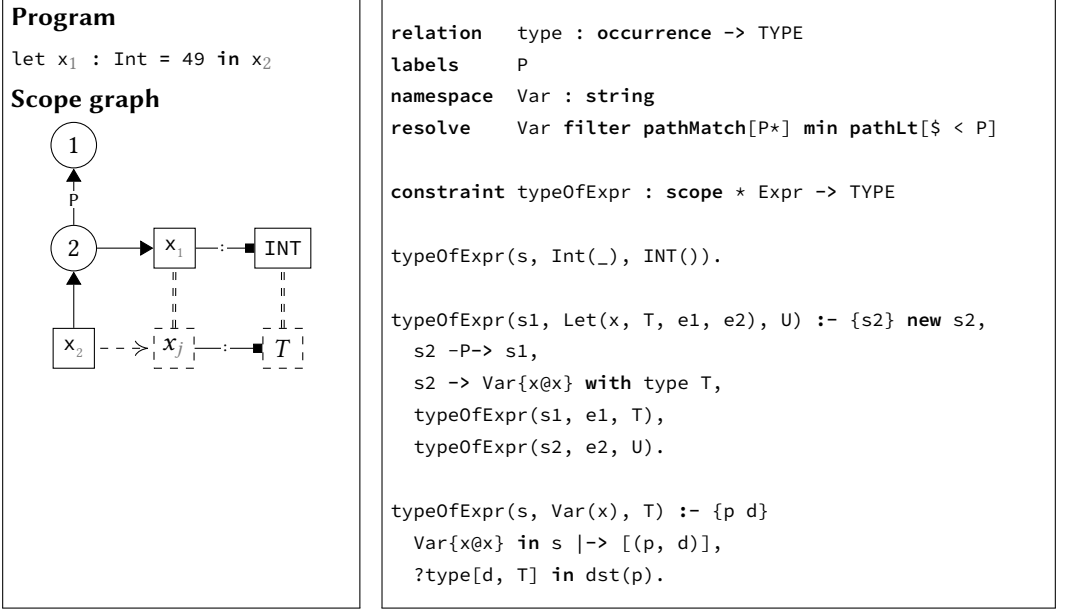 Program
let x₁ : Int = 49 in x₂
Scope graph
1
P
2
x₁
:
INT
x₂
xⱼ
:
T
relation type : occurrence -> TYPE
labels P
namespace Var : string
resolve Var filter pathMatch[P*] min pathLt[$ < P]
constraint typeOfExpr : scope * Expr -> TYPE
typeOfExpr(s, Int(_), INT()).
typeOfExpr(s1, Let(x, T, e1, e2), U) :- {s2} new s2,
s2 -P-> s1,
s2 -> Var{x@x} with type T,
typeOfExpr(s1, e1, T),
typeOfExpr(s2, e2, U).
typeOfExpr(s, Var(x), T) :- {p d}
Var{x@x} in s |-> [(p, d)],
?type[d, T] in dst(p).